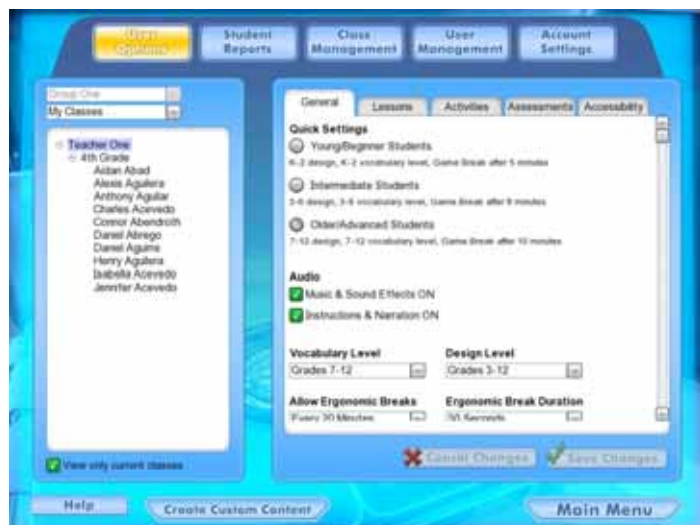 User Options
Student Reports
Class Management
User Management
Account Settings
Group One
My Classes
Teacher One
4th Grade
Aidan Abad
Alexis Aguilera
Anthony Aguilar
Charles Acevedo
Connor Abendroth
Daniel Abrego
Daniel Aguirre
Henry Aguilera
Isabella Acevedo
Jennifer Acevedo
View only current classes
General
Lessons
Activities
Assessments
Accessibility
Quick Settings
Young/Beginner Students
K-2 design, K-2 vocabulary level, Game Break after 5 minutes
Intermediate Students
3-6 vocabulary level, Game Break after 8 minutes
Older/Advanced Students
7-12 design, 7-12 vocabulary level, Game Break after 10 minutes
Audio
Music & Sound Effects ON
Instructions & Narration ON
Vocabulary Level
Design Level
Grades 7-12
Grades 3-12
Allow Ergonomic Breaks
Ergonomic Break Duration
Every 20 Minutes
30 Seconds
Cancel Changes
Save Changes
Help
Create Custom Content
Main Menu